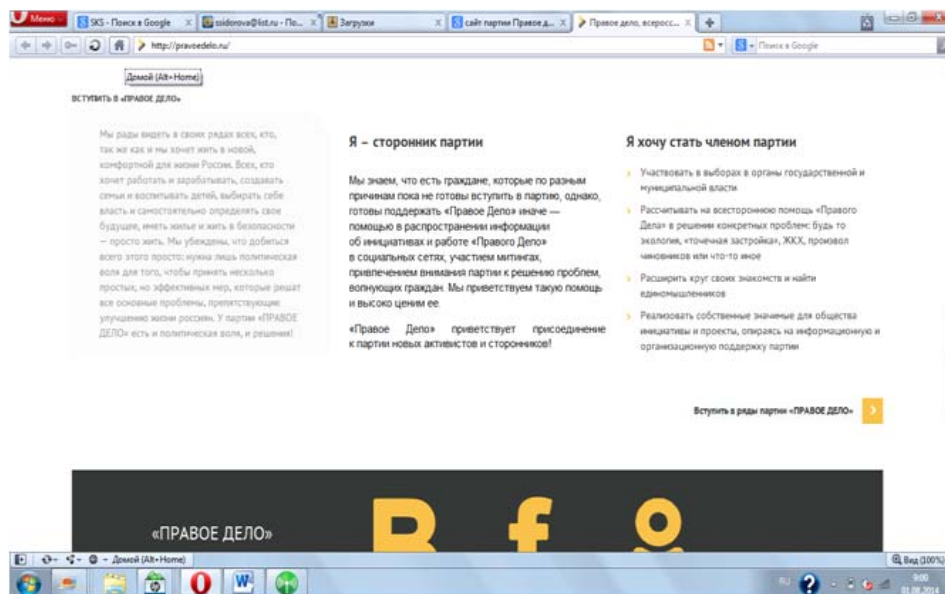 Меню
SKS - Поиск в Google
ssidorova@list.ru - По...
Загрузки
сайт партии Правое д...
Правое дело, всеросс...
http://pravoedelo.ru/
Поиск в Google
Домой (Alt+Home)
ВСТУПИТЬ В «ПРАВОЕ ДЕЛО»
Мы рады видеть в своих рядах всех, кто,
так же как и мы хочет жить в новой,
комфортной для жизни России. Всех, кто
хочет работать и зарабатывать, создавать
семьи и воспитывать детей, выбирать себе
власть и самостоятельно определять свое
будущее, иметь жилье и жить в безопасности
— просто жить. Мы убеждены, что добиться
всего этого просто: нужна лишь политическая
воля для того, чтобы принять несколько
простых, но эффективных мер, которые решат
все основные проблемы, препятствующие
улучшению жизни россиян. У партии «ПРАВОЕ
ДЕЛО» есть и политическая воля, и решения!
Я – сторонник партии
Мы знаем, что есть граждане, которые по разным
причинам пока не готовы вступить в партию, однако,
готовы поддержать «Правое Дело» иначе —
помощью в распространении информации
об инициативах и работе «Правого Дело»
в социальных сетях, участием митингах,
привлечением внимания партии к решению проблем,
волнующих граждан. Мы приветствуем такую помощь
и высоко ценим ее.
«Правое Дело» приветствует присоединение
к партии новых активистов и сторонников!
Я хочу стать членом партии
Участвовать в выборах в органы государственной и
муниципальной власти
Рассчитывать на всестороннюю помощь «Правого
Дела» в решении конкретных проблем: будь то
экология, «точечная застройка», ЖКХ, произвол
чиновников или что-то иное
Расширить круг своих знакомств и найти
единомышленников
Реализовать собственные значимые для общества
инициативы и проекты, опираясь на информационную и
организационную поддержку партии
Вступить в ряды партии «ПРАВОЕ ДЕЛО»
«ПРАВОЕ ДЕЛО»
Домой (Alt+Home)
Вид (100%)
RU
9:00
01.08.2014